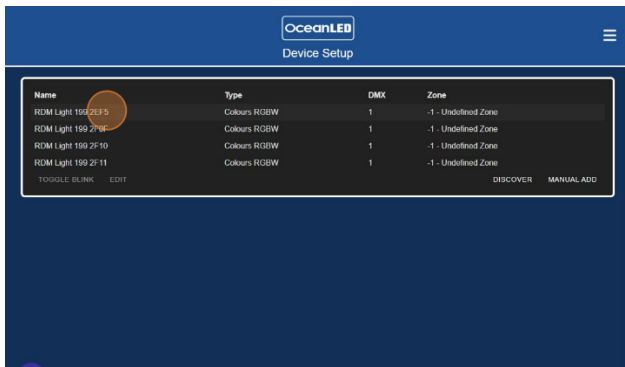 OceanLED
Device Setup
Name Type DMX Zone
RDM Light 199 2EF5 Colours RGBW 1 -1 - Undefined Zone
RDM Light 199 2F0F Colours RGBW 1 -1 - Undefined Zone
RDM Light 199 2F10 Colours RGBW 1 -1 - Undefined Zone
RDM Light 199 2F11 Colours RGBW 1 -1 - Undefined Zone
TOGGLE BLINK EDIT DISCOVER MANUAL ADD